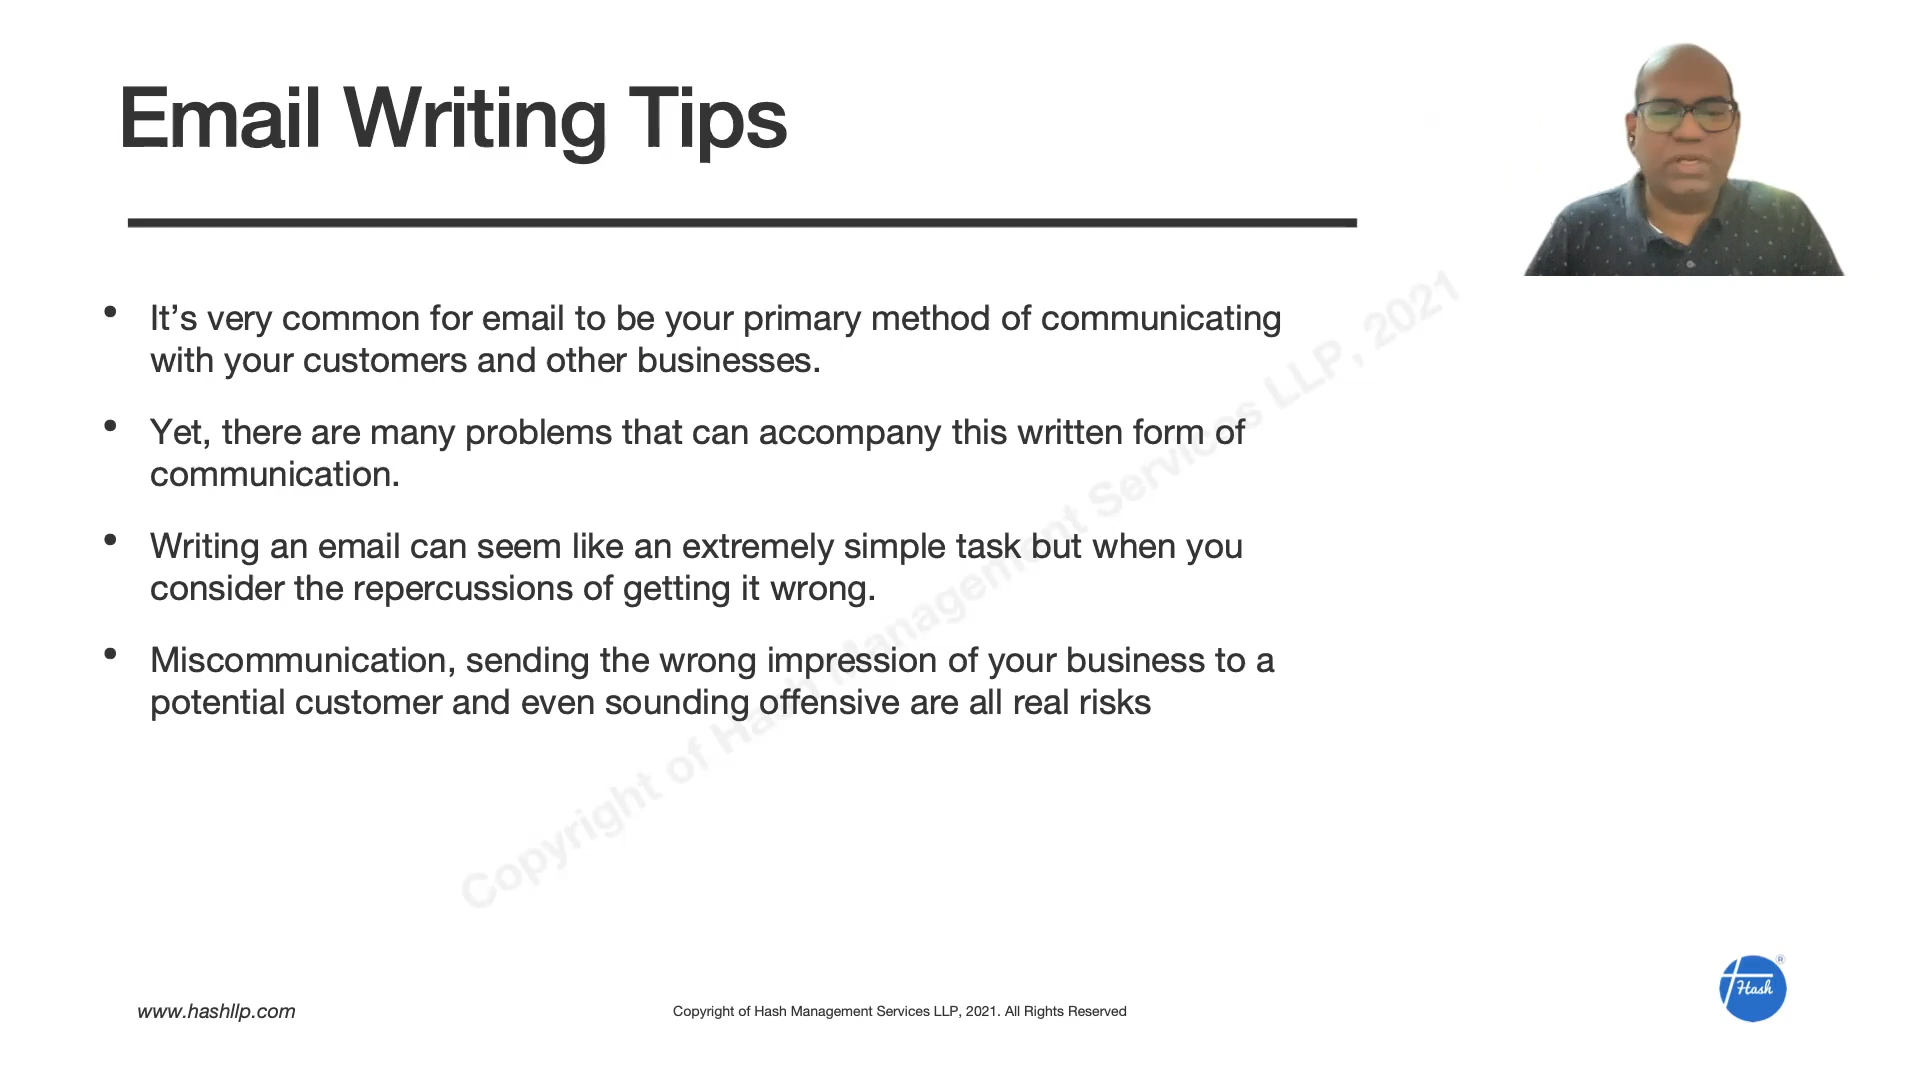 Email Writing Tips
• It’s very common for email to be your primary method of communicating
with your customers and other businesses.
• Yet, there are many problems that can accompany this written form of
communication.
• Writing an email can seem like an extremely simple task but when you
consider the repercussions of getting it wrong.
• Miscommunication, sending the wrong impression of your business to a
potential customer and even sounding offensive are all real risks
Copyright of Hash Management Services LLP, 2021
www.hashllp.com
Copyright of Hash Management Services LLP, 2021. All Rights Reserved
Hash
®